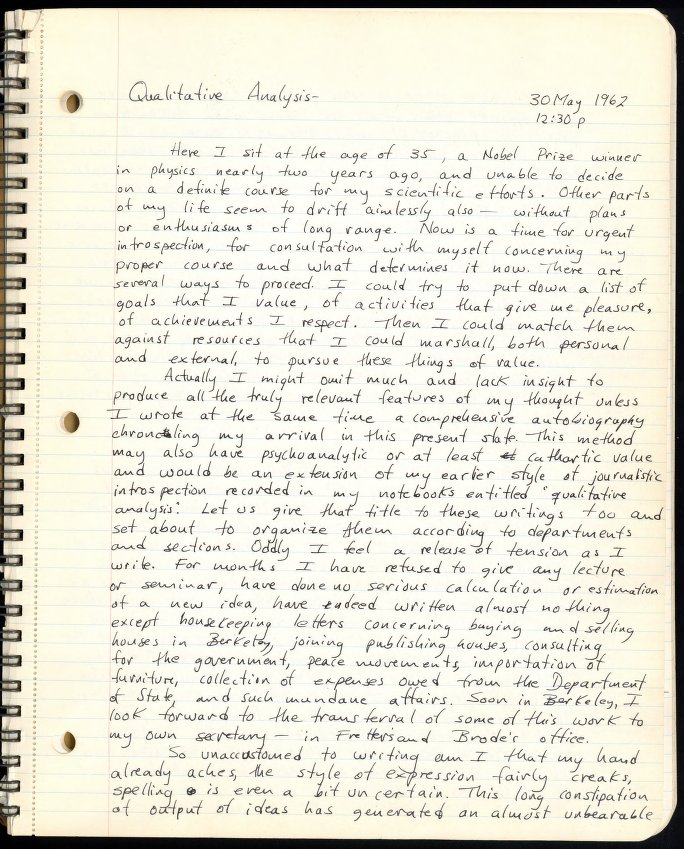 Qualitative Analysis-
30 May 1962
12:30 p
Here I sit at the age of 35, a Nobel Prize winner
in physics nearly two years ago, and unable to decide
on a definite course for my scientific efforts. Other parts
of my life seem to drift aimlessly also — without plans
or enthusiasms of long range. Now is a time for urgent
introspection, for consultation with myself concerning my
proper course and what determines it now. There are
several ways to proceed. I could try to put down a list of
goals that I value, of activities that give me pleasure,
of achievements I respect. Then I could match them
against resources that I could marshall, both personal
and external, to pursue these things of value.
Actually I might omit much and lack insight to
produce all the truly relevant features of my thought unless
I wrote at the same time a comprehensive autobiography
chronicling my arrival in this present state. This method
may also have psychoanalytic or at least cathartic value
and would be an extension of my earlier style of journalistic
introspection recorded in my notebooks entitled "qualitative
analysis". Let us give that title to these writings too and
set about to organize them according to departments
and sections. Oddly I feel a release of tension as I
write. For months I have refused to give any lecture
or seminar, have done no serious calculation or estimation
of a new idea, have indeed written almost nothing
except housekeeping letters concerning buying and selling
houses in Berkeley, joining publishing houses, consulting
for the government, peace movements, importation of
furniture, collection of expenses owed from the Department
of State, and such mundane affairs. Soon in Berkeley, I
look forward to the transferral of some of this work to
my own secretary — in Fretters and Brode's office.
So unaccustomed to writing am I that my hand
already aches, the style of expression fairly creaks,
spelling is even a bit uncertain. This long constipation
of output of ideas has generated an almost unbearable